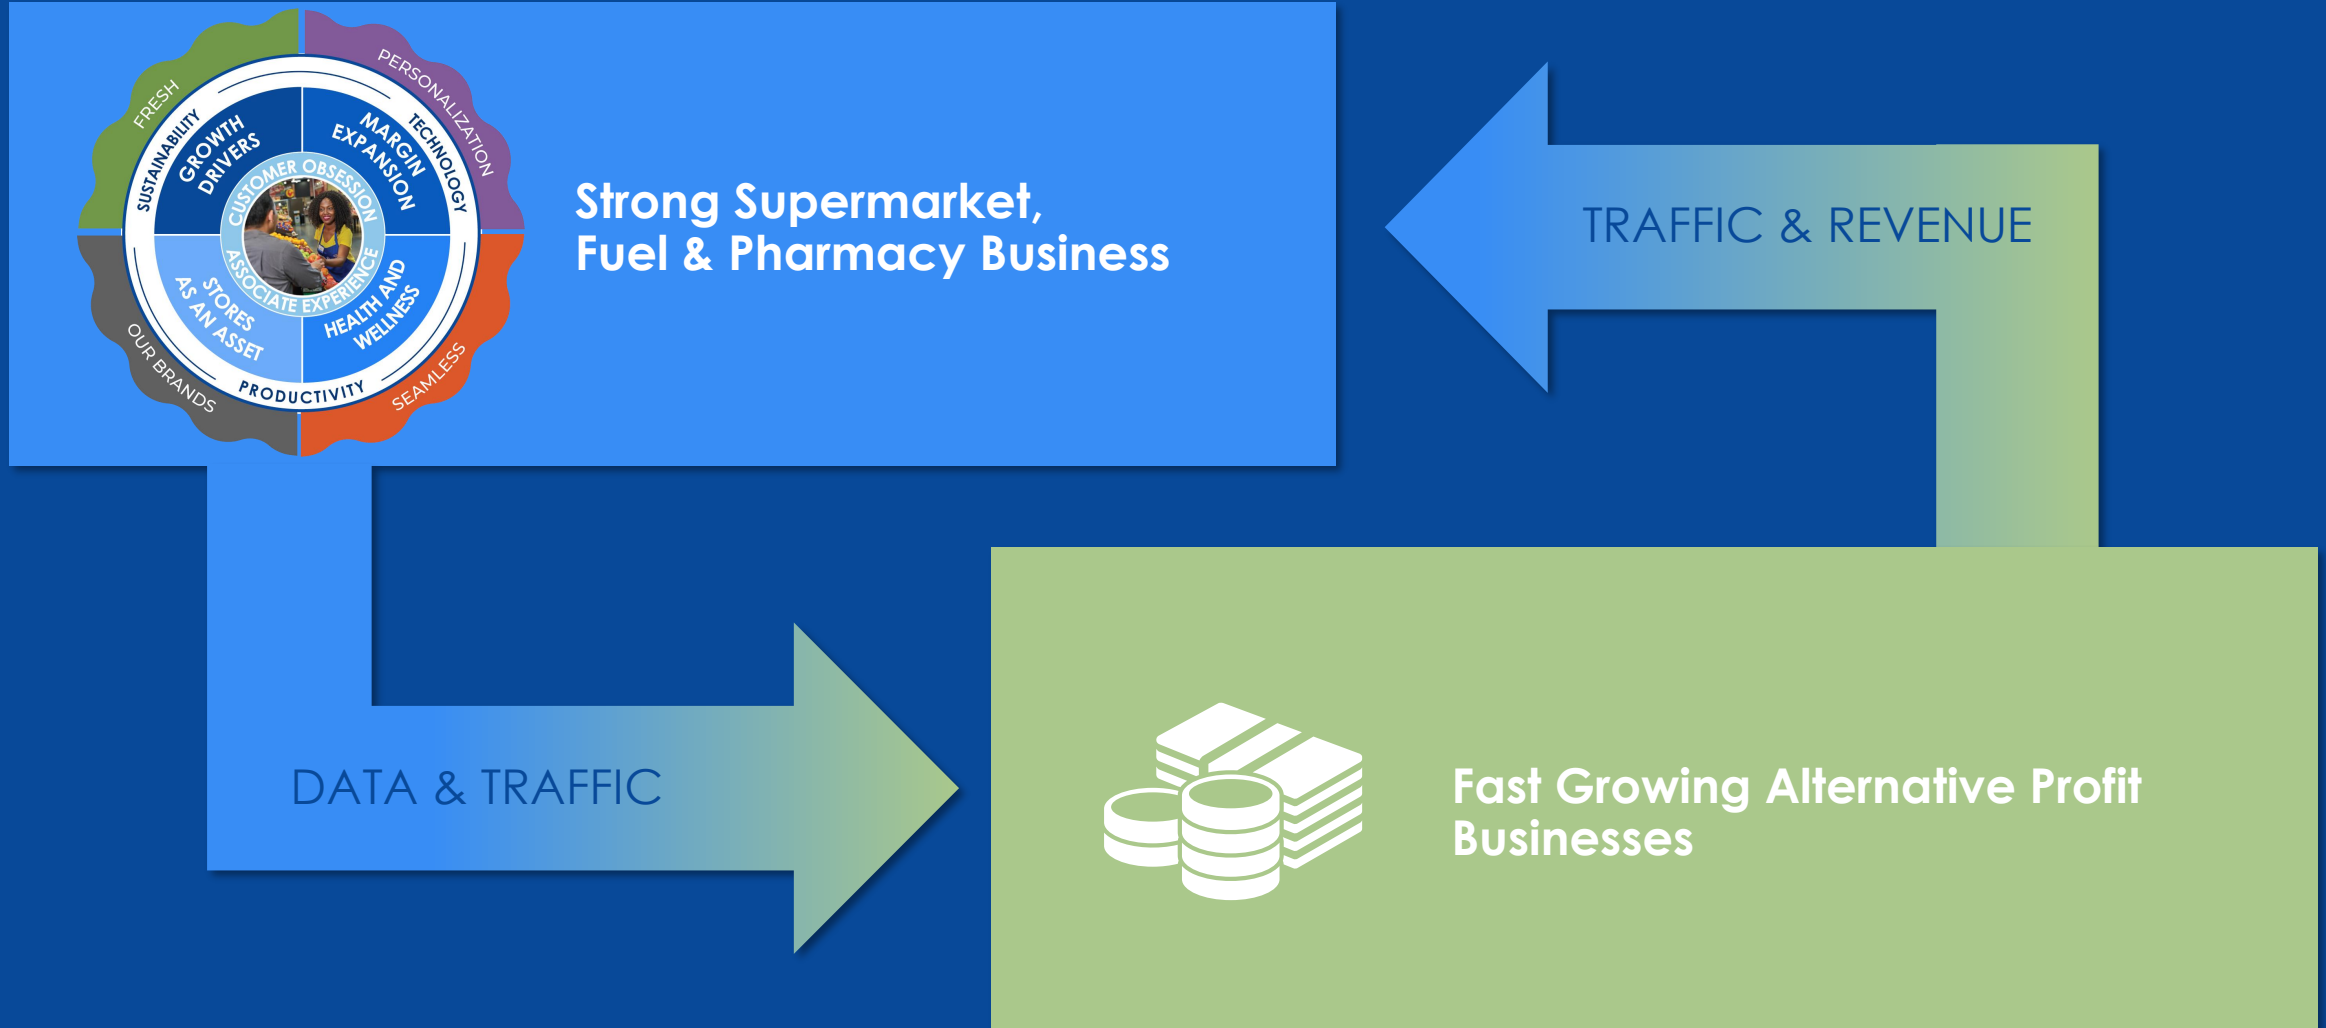 FRESH
PERSONALIZATION
SUSTAINABILITY
TECHNOLOGY
GROWTH
DRIVERS
MARGIN
EXPANSION
CUSTOMER OBSESSION
ASSOCIATE EXPERIENCE
STORES
AS AN ASSET
HEALTH AND
WELLNESS
OUR BRANDS
PRODUCTIVITY
SEAMLESS
Strong Supermarket,
Fuel & Pharmacy Business
TRAFFIC & REVENUE
DATA & TRAFFIC
Fast Growing Alternative Profit
Businesses